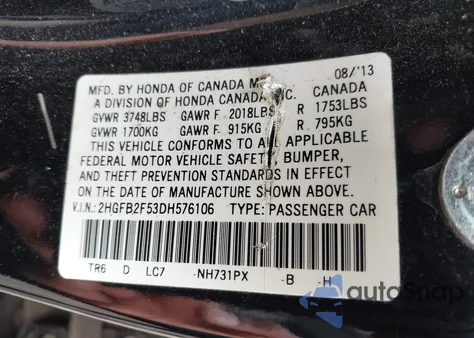 MFD. BY HONDA OF CANADA M 08/'13
A DIVISION OF HONDA CANADA INC. CANADA
GVWR 3748LBS GAWR F 2018LBS R 1753LBS
GVWR 1700KG GAWR F 915KG R 795KG
THIS VEHICLE CONFORMS TO ALL APPLICABLE
FEDERAL MOTOR VEHICLE SAFETY, BUMPER,
AND THEFT PREVENTION STANDARDS IN EFFECT
ON THE DATE OF MANUFACTURE SHOWN ABOVE.
V.I.N.: 2HGFB2F53DH576106 TYPE: PASSENGER CAR
TR6 D LC7 -NH731PX -B -H
autoSnap